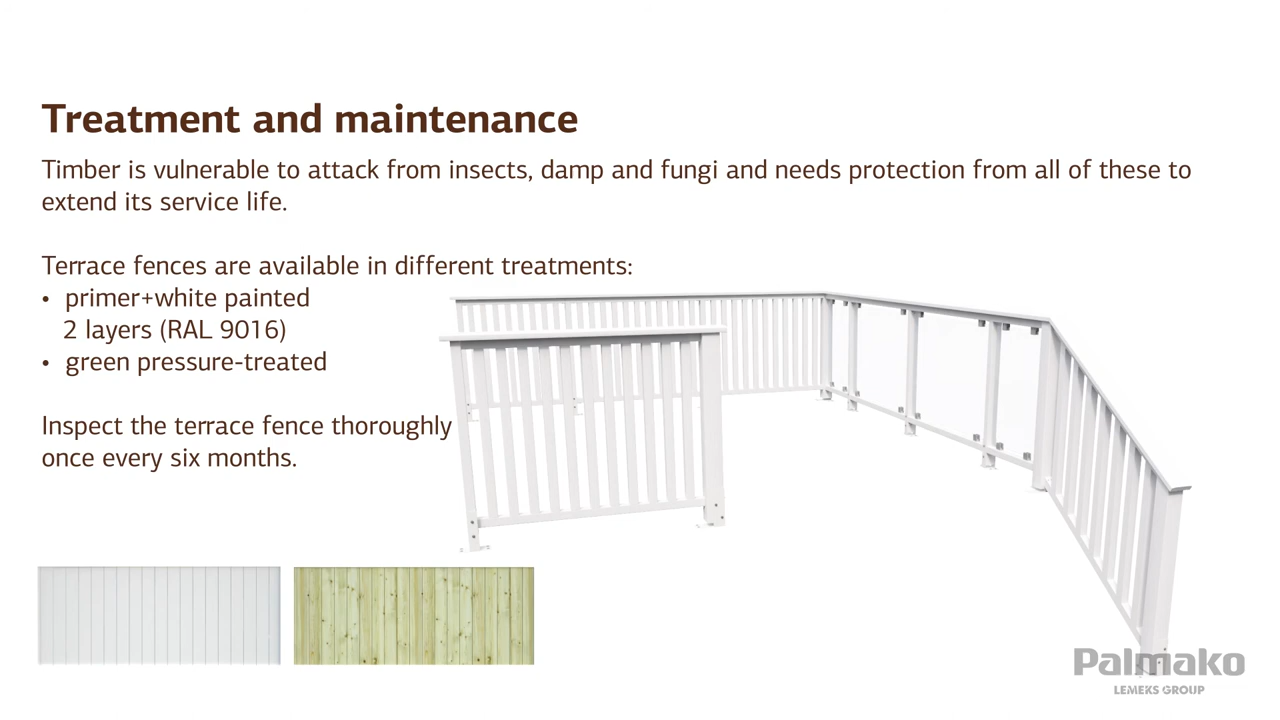 Treatment and maintenance
Timber is vulnerable to attack from insects, damp and fungi and needs protection from all of these to
extend its service life.
Terrace fences are available in different treatments:
• primer+white painted
2 layers (RAL 9016)
• green pressure-treated
Inspect the terrace fence thoroughly
once every six months.
Palmako
LEMEKS GROUP